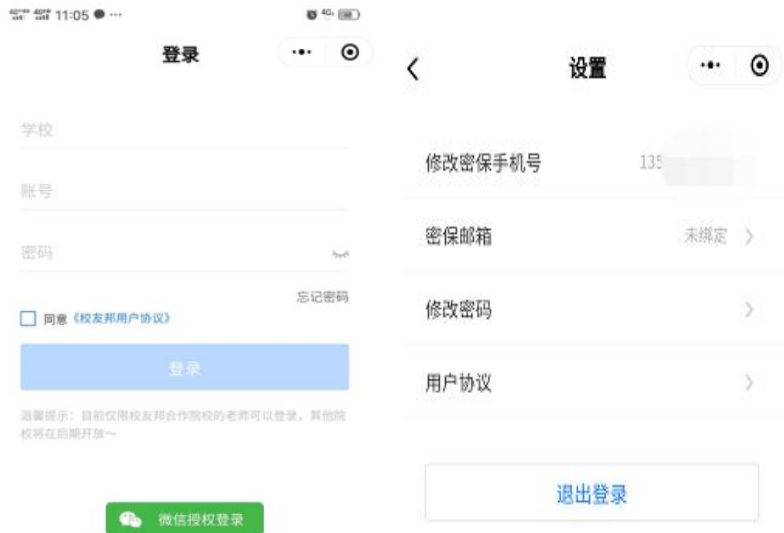 11:05
4G
登录
学校
账号
密码
忘记密码
同意《校友邦用户协议》
登录
温馨提示：目前仅限校友邦合作院校的老师可以登录，其他院
校将在后期开放～
微信授权登录
设置
修改密保手机号 135
密保邮箱 未绑定
修改密码
用户协议
退出登录